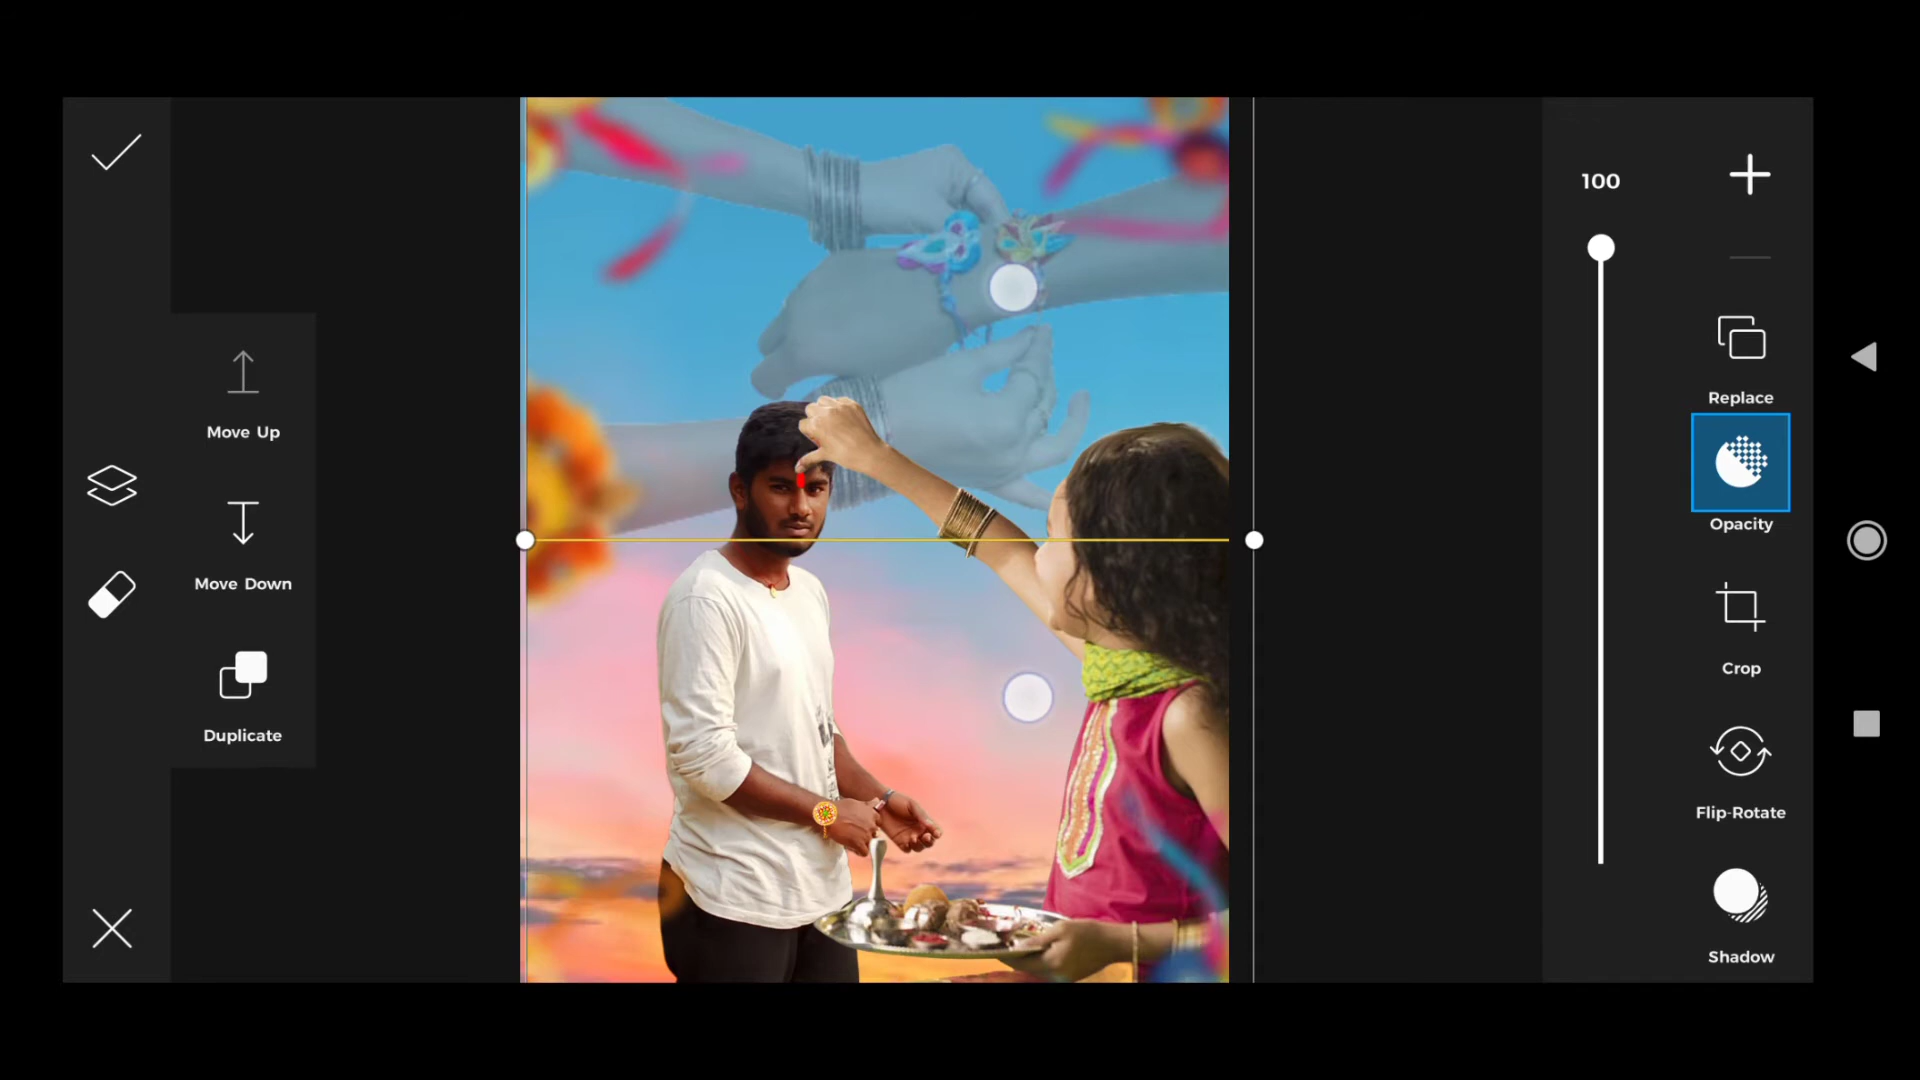 100
Move Up
Move Down
Duplicate
Replace
Opacity
Crop
Flip-Rotate
Shadow